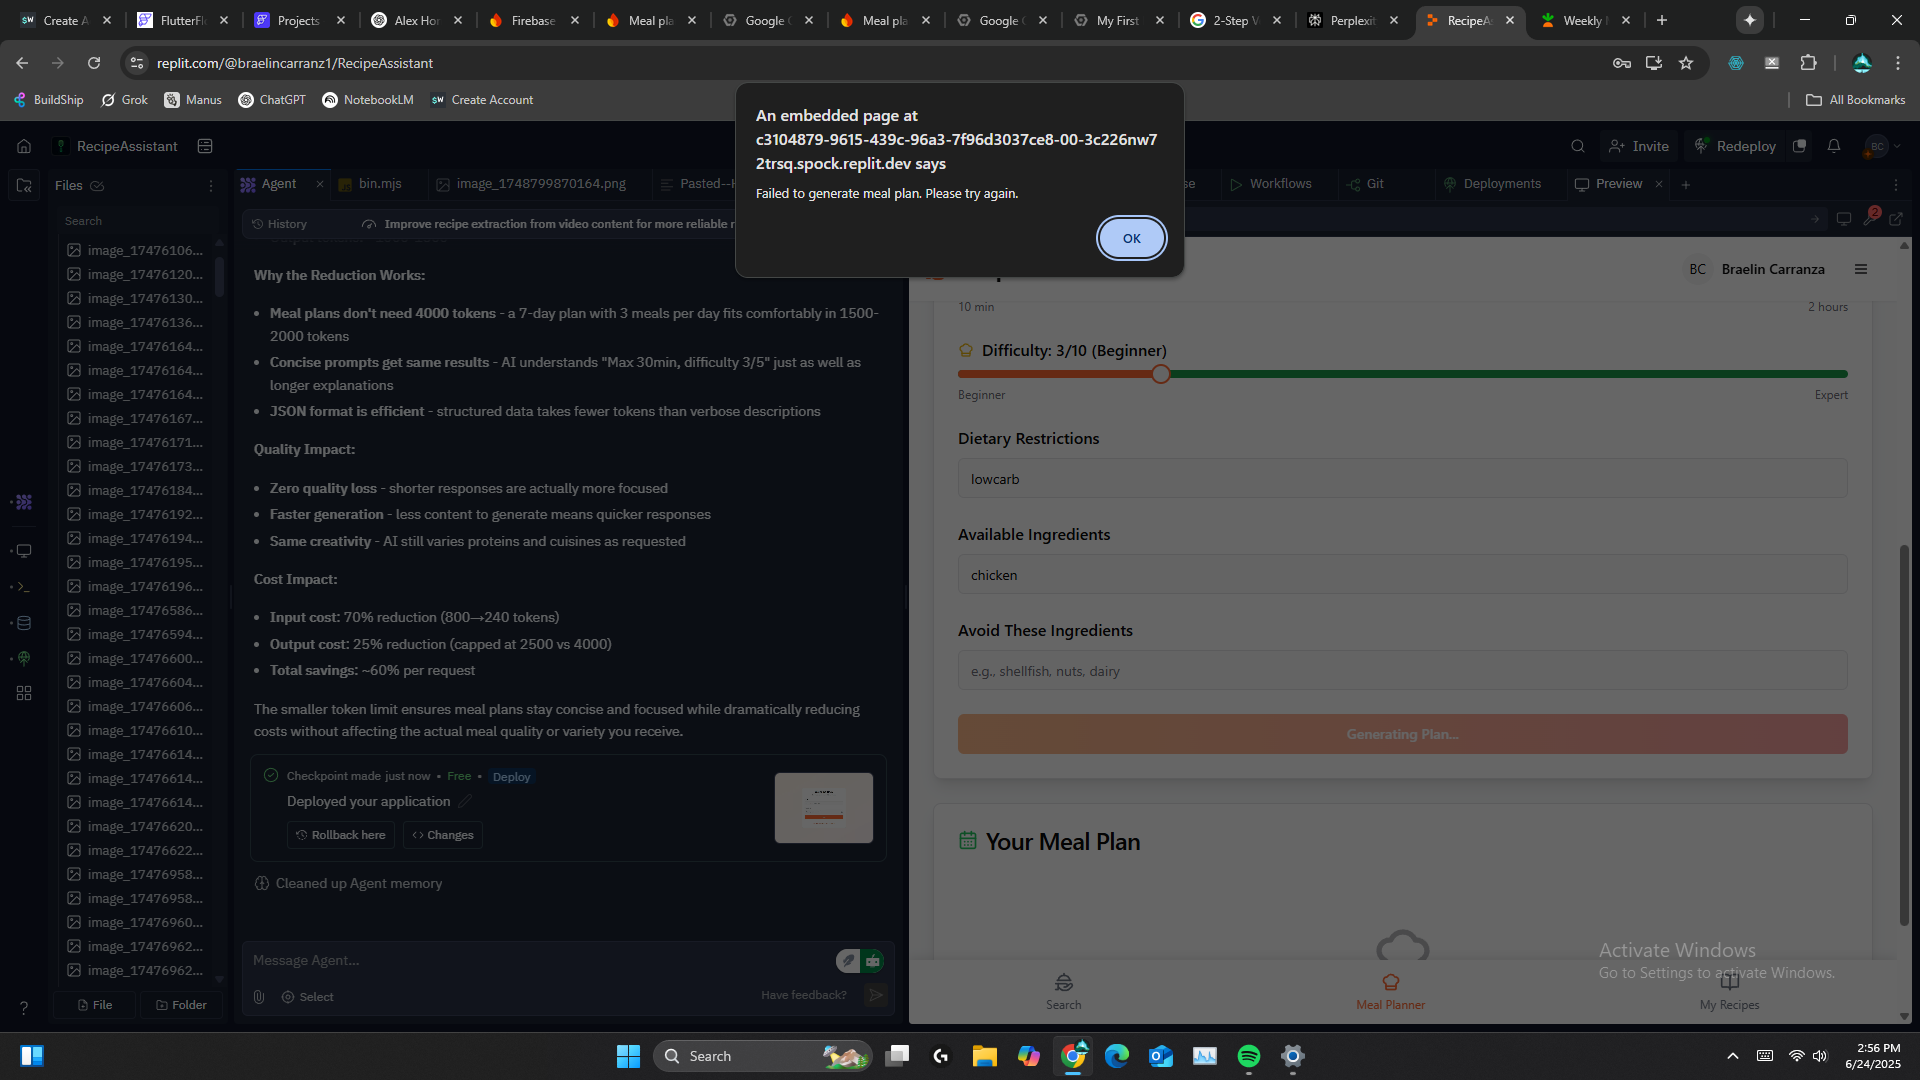 Create A
FlutterFl
Projects
Alex Hor
Firebase
Meal pla
Google C
Meal pla
Google C
My First
2-Step V
Perplexit
RecipeA
Weekly
replit.com/@braelincarranz1/RecipeAssistant
BuildShip
Grok
Manus
ChatGPT
NotebookLM
Create Account
All Bookmarks
An embedded page at
c3104879-9615-439c-96a3-7f96d3037ce8-00-3c226nw7
2trsq.spock.replit.dev says
Failed to generate meal plan. Please try again.
OK
RecipeAssistant
Invite
Redeploy
BC
Files
Agent
bin.mjs
image_1748799870164.png
Workflows
Git
Deployments
Preview
Search
History
Improve recipe extraction from video content for more reliable r
2
image_17476106...
image_17476120...
image_17476130...
image_17476136...
image_17476164...
image_17476164...
image_17476164...
image_17476167...
image_17476171...
image_17476173...
image_17476184...
image_17476192...
image_17476194...
image_17476195...
image_17476196...
image_17476586...
image_17476594...
image_17476600...
image_17476604...
image_17476606...
image_17476610...
image_17476614...
image_17476614...
image_17476614...
image_17476620...
image_17476622...
image_17476958...
image_17476958...
image_17476960...
image_17476962...
image_17476962...
File
Folder
Why the Reduction Works:
• Meal plans don't need 4000 tokens - a 7-day plan with 3 meals per day fits comfortably in 1500-
2000 tokens
• Concise prompts get same results - AI understands "Max 30min, difficulty 3/5" just as well as
longer explanations
• JSON format is efficient - structured data takes fewer tokens than verbose descriptions
Quality Impact:
• Zero quality loss - shorter responses are actually more focused
• Faster generation - less content to generate means quicker responses
• Same creativity - AI still varies proteins and cuisines as requested
Cost Impact:
• Input cost: 70% reduction (800→240 tokens)
• Output cost: 25% reduction (capped at 2500 vs 4000)
• Total savings: ~60% per request
The smaller token limit ensures meal plans stay concise and focused while dramatically reducing
costs without affecting the actual meal quality or variety you receive.
Checkpoint made just now • Free • Deploy
Deployed your application
Rollback here
Changes
Cleaned up Agent memory
Message Agent...
Select
Have feedback?
BC
Braelin Carranza
10 min
2 hours
Difficulty: 3/10 (Beginner)
Beginner
Expert
Dietary Restrictions
lowcarb
Available Ingredients
chicken
Avoid These Ingredients
e.g., shellfish, nuts, dairy
Generating Plan...
Your Meal Plan
Activate Windows
Go to Settings to activate Windows.
Search
Meal Planner
My Recipes
Search
2:56 PM
6/24/2025